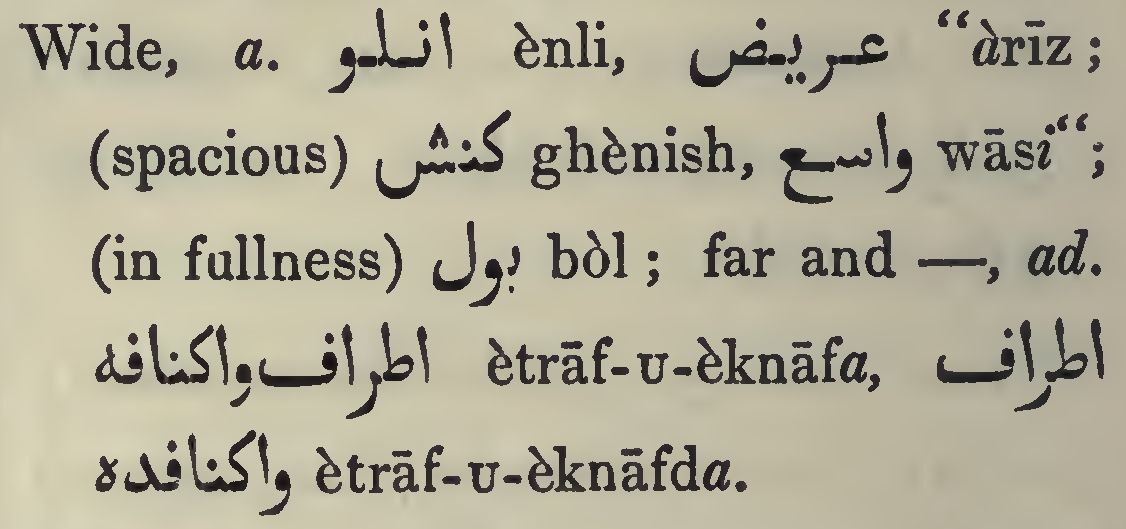 Wide, a. انلو ènli, عريض “àrīz ;
(spacious) كنش ghènish, واسع wāsi“;
(in fullness) بول bòl ; far and —, ad.
اطراف واكنافه ètrāf-ʊ-èknāfa, اطراف
واكنافده ètrāf-ʊ-èknāfda.